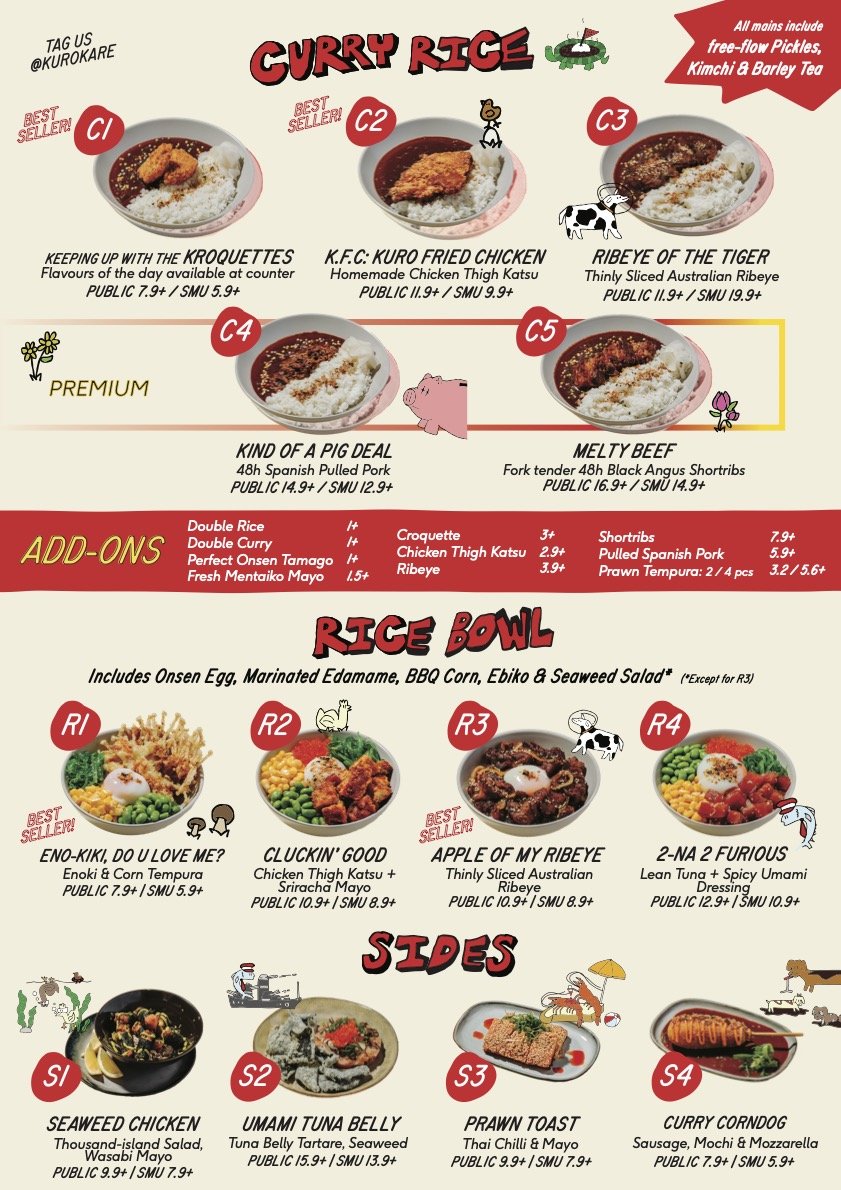 TAG US
@KUROKARE
CURRY RICE
All mains include
free-flow Pickles,
Kimchi & Barley Tea
BEST
SELLER!
C1
BEST
SELLER!
C2
C3
KEEPING UP WITH THE KROQUETTES
Flavours of the day available at counter
PUBLIC 7.9+ / SMU 5.9+
K.F.C: KURO FRIED CHICKEN
Homemade Chicken Thigh Katsu
PUBLIC 11.9+ / SMU 9.9+
RIBEYE OF THE TIGER
Thinly Sliced Australian Ribeye
PUBLIC 11.9+ / SMU 19.9+
PREMIUM
C4
C5
KIND OF A PIG DEAL
48h Spanish Pulled Pork
PUBLIC 14.9+ / SMU 12.9+
MELTY BEEF
Fork tender 48h Black Angus Shortribs
PUBLIC 16.9+ / SMU 14.9+
ADD-ONS
Double Rice 1+
Double Curry 1+
Perfect Onsen Tamago 1+
Fresh Mentaiko Mayo 1.5+
Croquette 3+
Chicken Thigh Katsu 2.9+
Ribeye 3.9+
Shortribs 7.9+
Pulled Spanish Pork 5.9+
Prawn Tempura: 2 / 4 pcs 3.2 / 5.6+
RICE BOWL
Includes Onsen Egg, Marinated Edamame, BBQ Corn, Ebiko & Seaweed Salad* (*Except for R3)
R1
R2
R3
R4
BEST
SELLER!
BEST
SELLER!
ENO-KIKI, DO U LOVE ME?
Enoki & Corn Tempura
PUBLIC 7.9+ | SMU 5.9+
CLUCKIN' GOOD
Chicken Thigh Katsu +
Sriracha Mayo
PUBLIC 10.9+ | SMU 8.9+
APPLE OF MY RIBEYE
Thinly Sliced Australian
Ribeye
PUBLIC 10.9+ | SMU 8.9+
2-NA 2 FURIOUS
Lean Tuna + Spicy Umami
Dressing
PUBLIC 12.9+ | SMU 10.9+
SIDES
S1
S2
S3
S4
SEAWEED CHICKEN
Thousand-island Salad,
Wasabi Mayo
PUBLIC 9.9+ | SMU 7.9+
UMAMI TUNA BELLY
Tuna Belly Tartare, Seaweed
PUBLIC 15.9+ | SMU 13.9+
PRAWN TOAST
Thai Chilli & Mayo
PUBLIC 9.9+ | SMU 7.9+
CURRY CORNDOG
Sausage, Mochi & Mozzarella
PUBLIC 7.9+ | SMU 5.9+